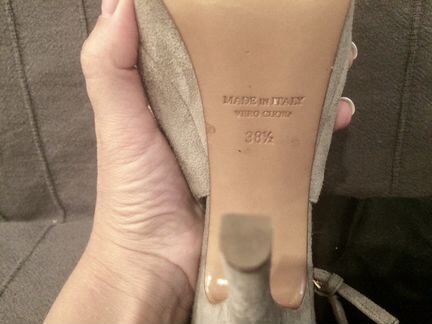 MADE IN ITALY
VERO CUOIO
38½